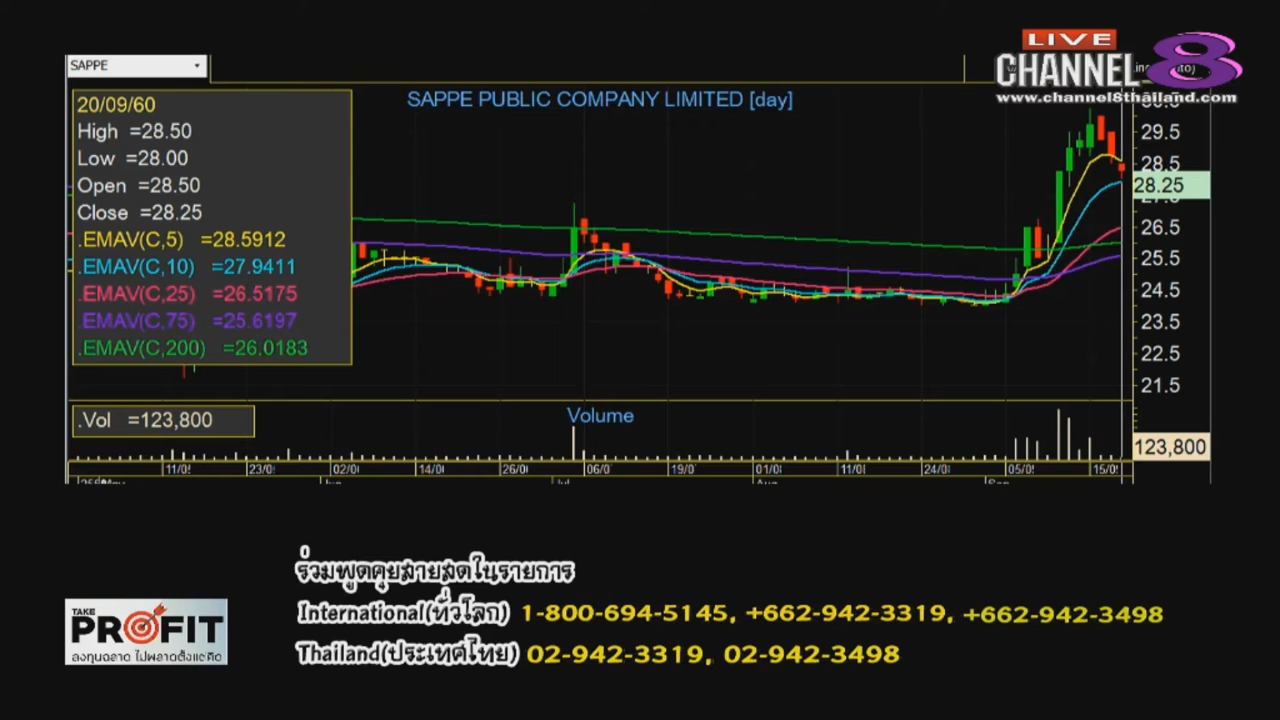 LIVE
CHANNEL 8
www.channel8thailand.com
SAPPE
SAPPE PUBLIC COMPANY LIMITED [day]
20/09/60
High =28.50
Low =28.00
Open =28.50
Close =28.25
.EMAV(C,5) =28.5912
.EMAV(C,10) =27.9411
.EMAV(C,25) =26.5175
.EMAV(C,75) =25.6197
.EMAV(C,200) =26.0183
29.5
28.5
28.25
26.5
25.5
24.5
23.5
22.5
21.5
.Vol =123,800
Volume
123,800
11/0 23/0 02/0 14/0 26/0 06/0 19/0 01/0 11/0 24/0 05/0 15/0
ร่วมพูดคุยสายสดในรายการ
International(ทั่วโลก) 1-800-694-5145, +662-942-3319, +662-942-3498
Thailand(ประเทศไทย) 02-942-3319, 02-942-3498
TAKE
PROFIT
ลงทุนฉลาด ไม่พลาดตั้งแต่คิด